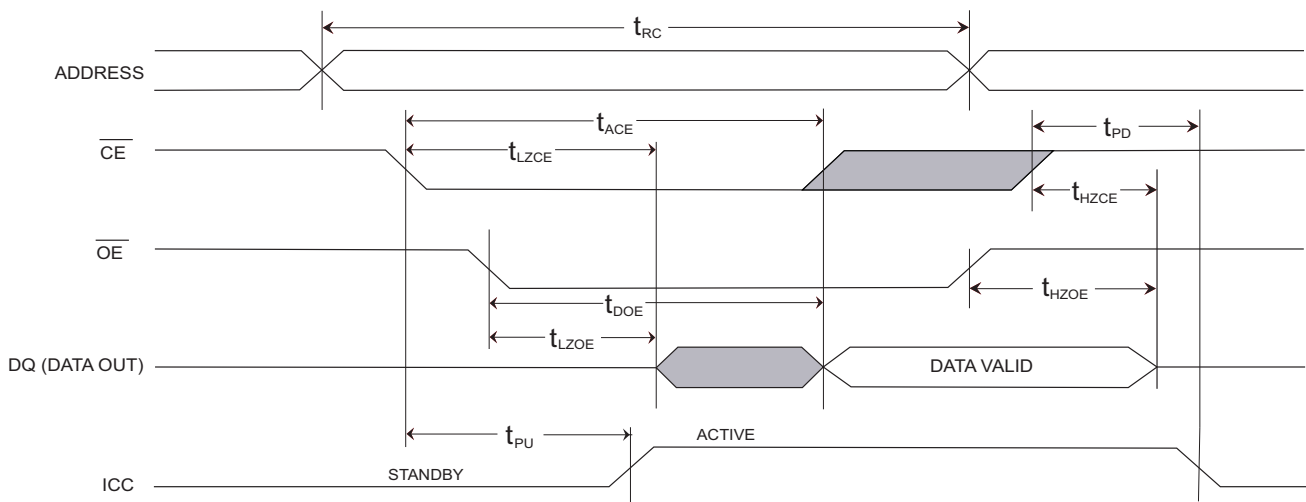 tRC
ADDRESS
tACE
tPD
CE
tLZCE
tHZCE
OE
tHZOE
tDOE
tLZOE
DQ (DATA OUT)
DATA VALID
tPU
ACTIVE
STANDBY
ICC